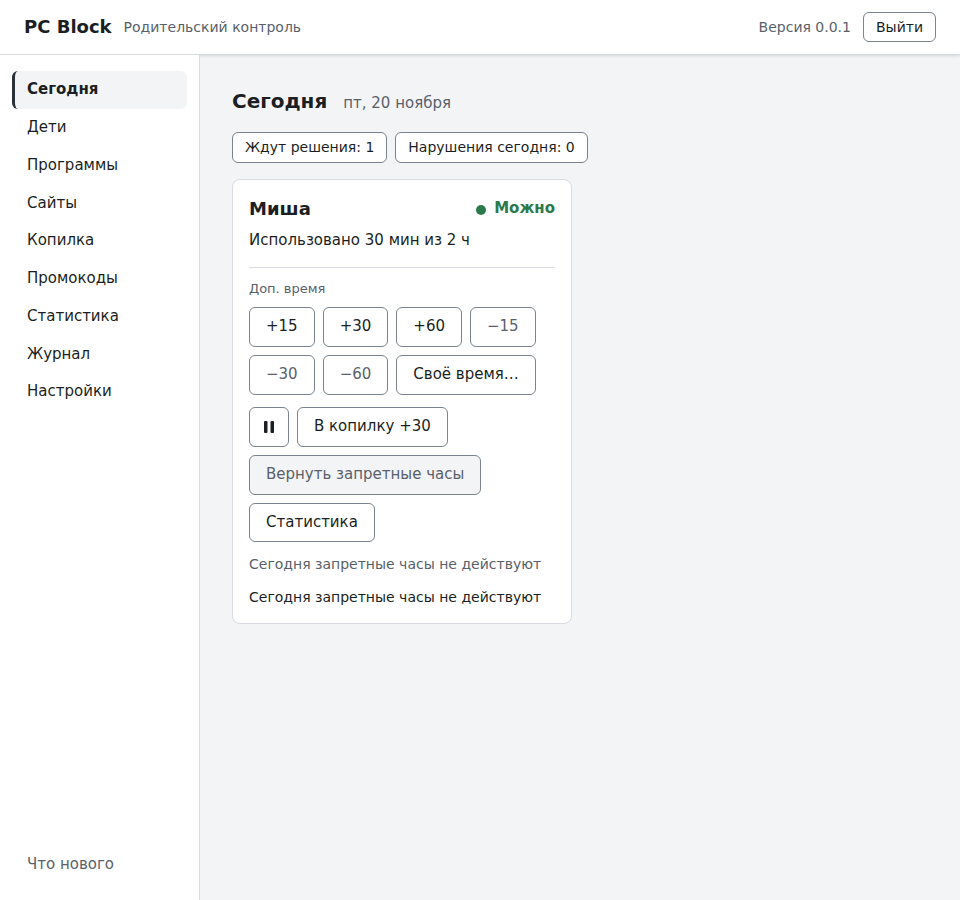 PC Block Родительский контроль
Версия 0.0.1 Выйти
Сегодня
Дети
Программы
Сайты
Копилка
Промокоды
Статистика
Журнал
Настройки
Что нового
Сегодня пт, 20 ноября
Ждут решения: 1 Нарушения сегодня: 0
Миша Можно
Использовано 30 мин из 2 ч
Доп. время
+15 +30 +60 −15
−30 −60 Своё время…
В копилку +30
Вернуть запретные часы
Статистика
Сегодня запретные часы не действуют
Сегодня запретные часы не действуют